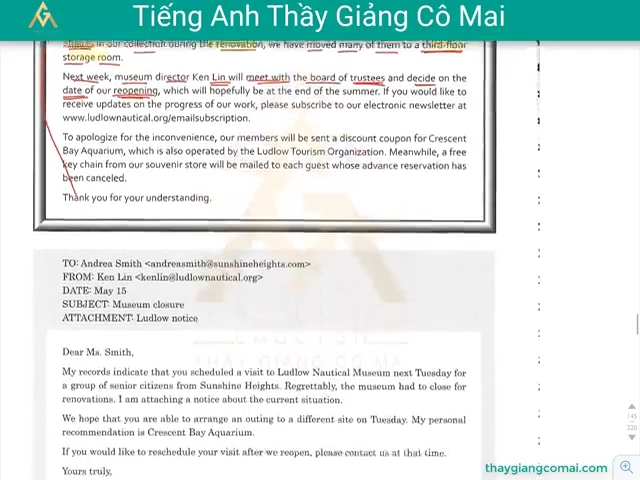 Tiếng Anh Thầy Giảng Cô Mai
in our collection during the renovation, we have moved many of them to a third-floor
storage room.
Next week, museum director Ken Lin will meet with the board of trustees and decide on the
date of our reopening, which will hopefully be at the end of the summer. If you would like to
receive updates on the progress of our work, please subscribe to our electronic newsletter at
www.ludlownautical.org/emailsubscription.
To apologize for the inconvenience, our members will be sent a discount coupon for Crescent
Bay Aquarium, which is also operated by the Ludlow Tourism Organization. Meanwhile, a free
key chain from our souvenir store will be mailed to each guest whose advance reservation has
been canceled.
Thank you for your understanding.
TO: Andrea Smith <andreasmith@sunshineheights.com>
FROM: Ken Lin <kenlin@ludlownautical.org>
DATE: May 15
SUBJECT: Museum closure
ATTACHMENT: Ludlow notice
THẦY GIẢNG CÔ MAI
Dear Ms. Smith,
My records indicate that you scheduled a visit to Ludlow Nautical Museum next Tuesday for
a group of senior citizens from Sunshine Heights. Regrettably, the museum had to close for
renovations. I am attaching a notice about the current situation.
We hope that you are able to arrange an outing to a different site on Tuesday. My personal
recommendation is Crescent Bay Aquarium.
If you would like to reschedule your visit after we reopen, please contact us at that time.
Yours truly,
145
220
thaygiangcomai.com